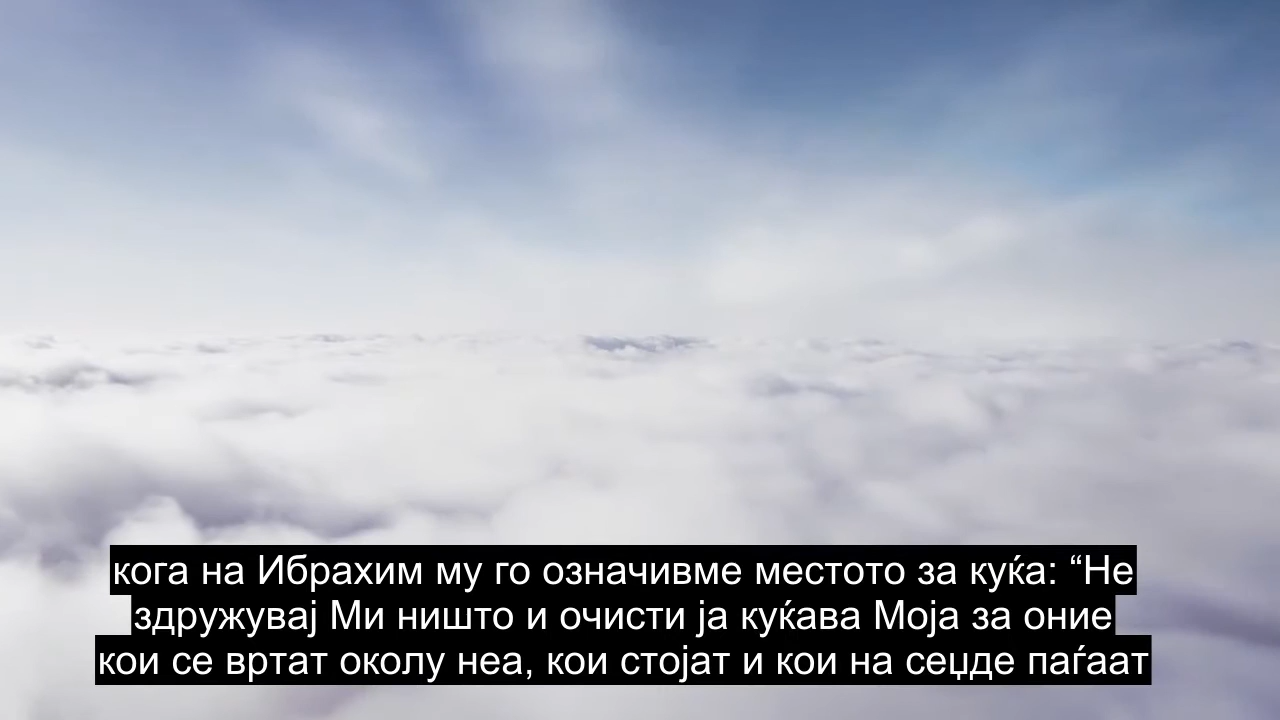 кога на Ибрахим му го означивме местото за куќа: “Не
здружувај Ми ништо и очисти ја куќава Моја за оние
кои се вртат околу неа, кои стојат и кои на сеџде паѓаат